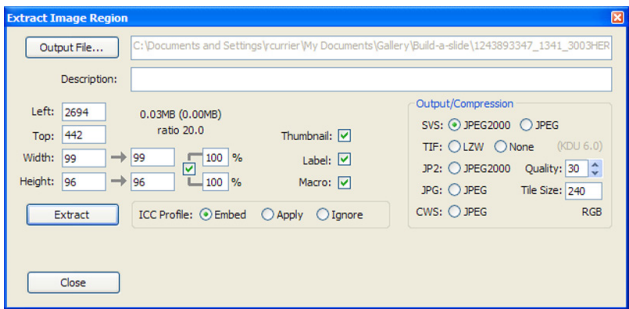 Extract Image Region
Output File... C:\Documents and Settings\rcurrier\My Documents\Gallery\Build-a-slide\1243893347_1341_3003HER
Description:
Left: 2694
Top: 442
Width: 99 99 100 %
Height: 96 96 100 %
0.03MB (0.00MB)
ratio 20.0
Thumbnail:
Label:
Macro:
Output/Compression
SVS: JPEG2000 JPEG
TIF: LZW None (KDU 6.0)
JP2: JPEG2000 Quality: 30
JPG: JPEG Tile Size: 240
CWS: JPEG RGB
Extract ICC Profile: Embed Apply Ignore
Close